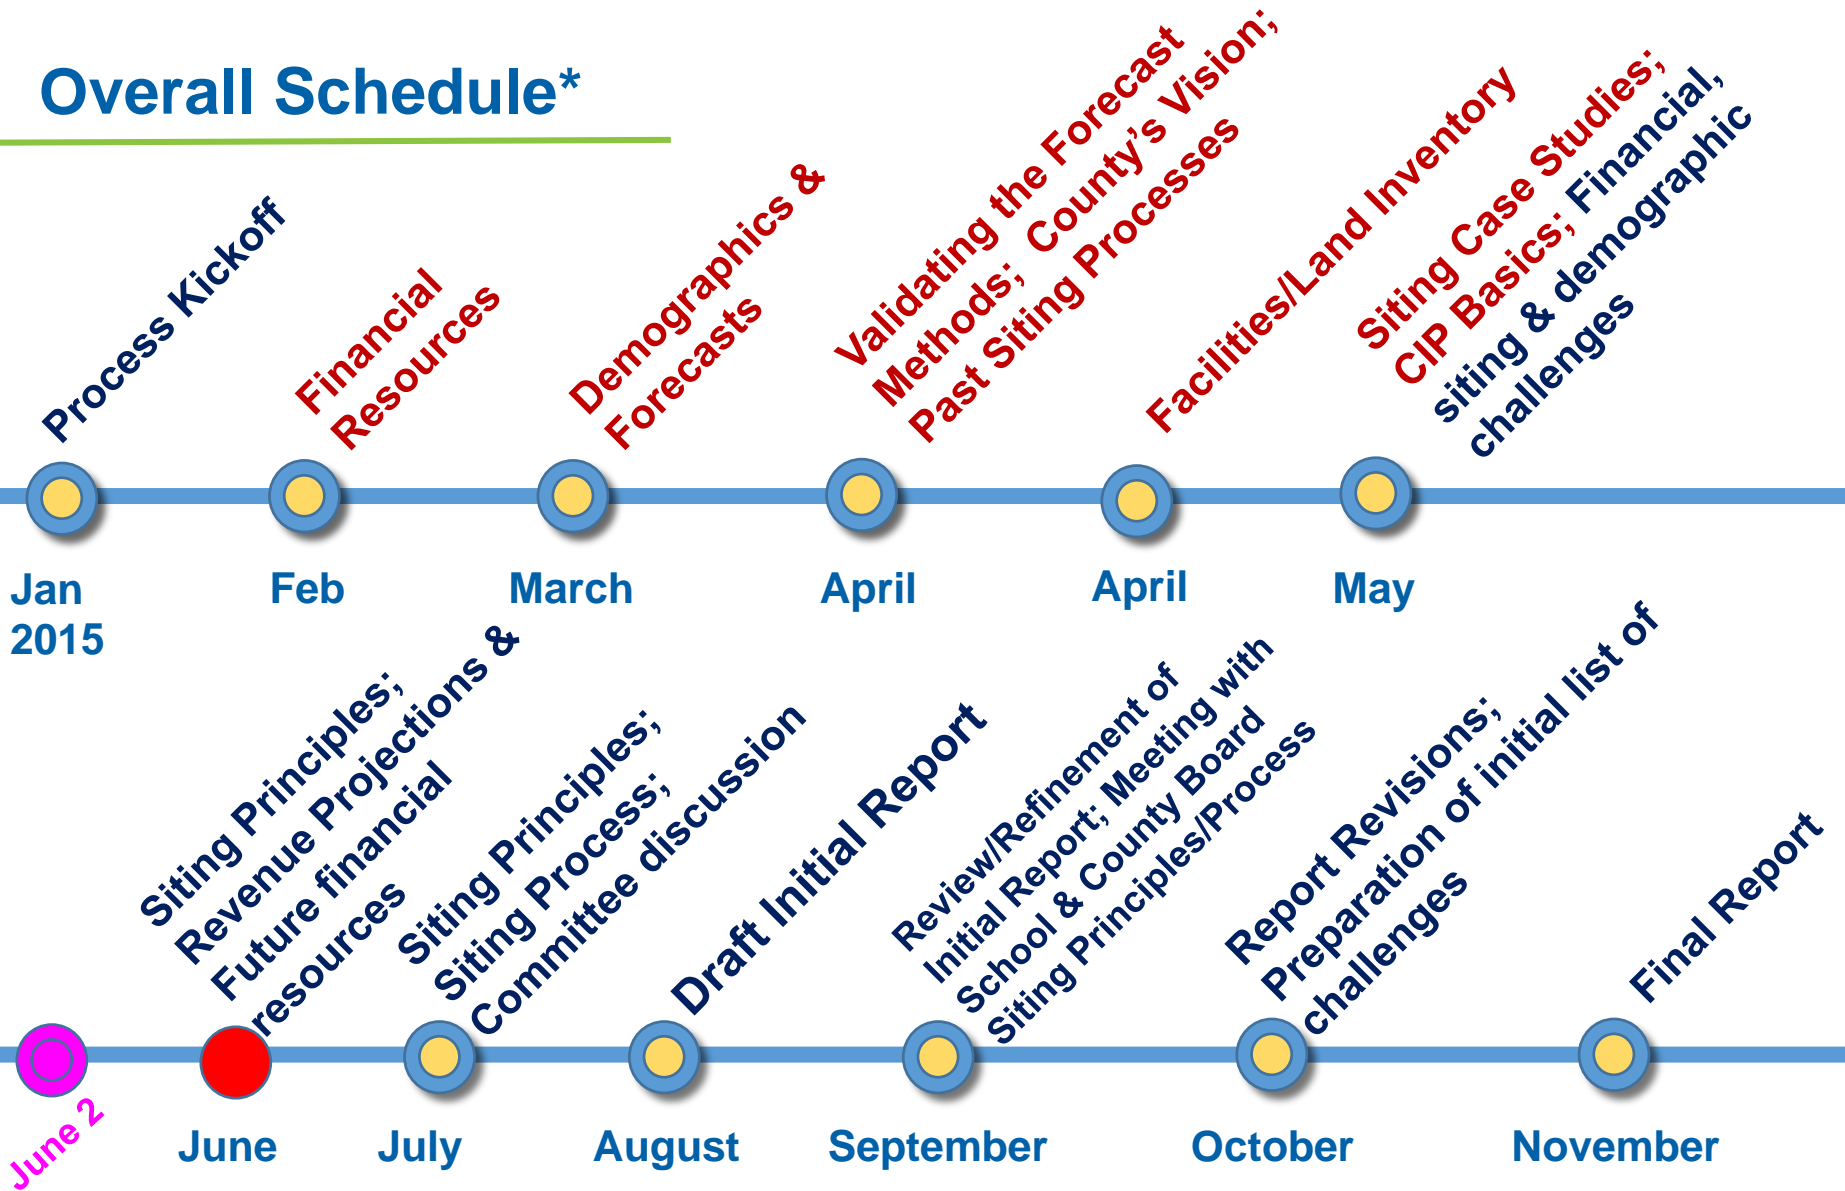 Overall Schedule*
Process Kickoff
Financial
Resources
Demographics &
Forecasts
Validating the Forecast
Methods; County's Vision;
Past Siting Processes
Facilities/Land Inventory
Siting Case Studies;
CIP Basics; Financial,
siting & demographic
challenges
Jan
2015
Feb
March
April
April
May
Siting Principles;
Revenue Projections &
Future financial
resources
Siting Principles;
Siting Process;
Committee discussion
Draft Initial Report
Review/Refinement of
Initial Report; Meeting with
School & County Board
Siting Principles/Process
Report Revisions;
Preparation of initial list of
challenges
Final Report
June 2
June
July
August
September
October
November